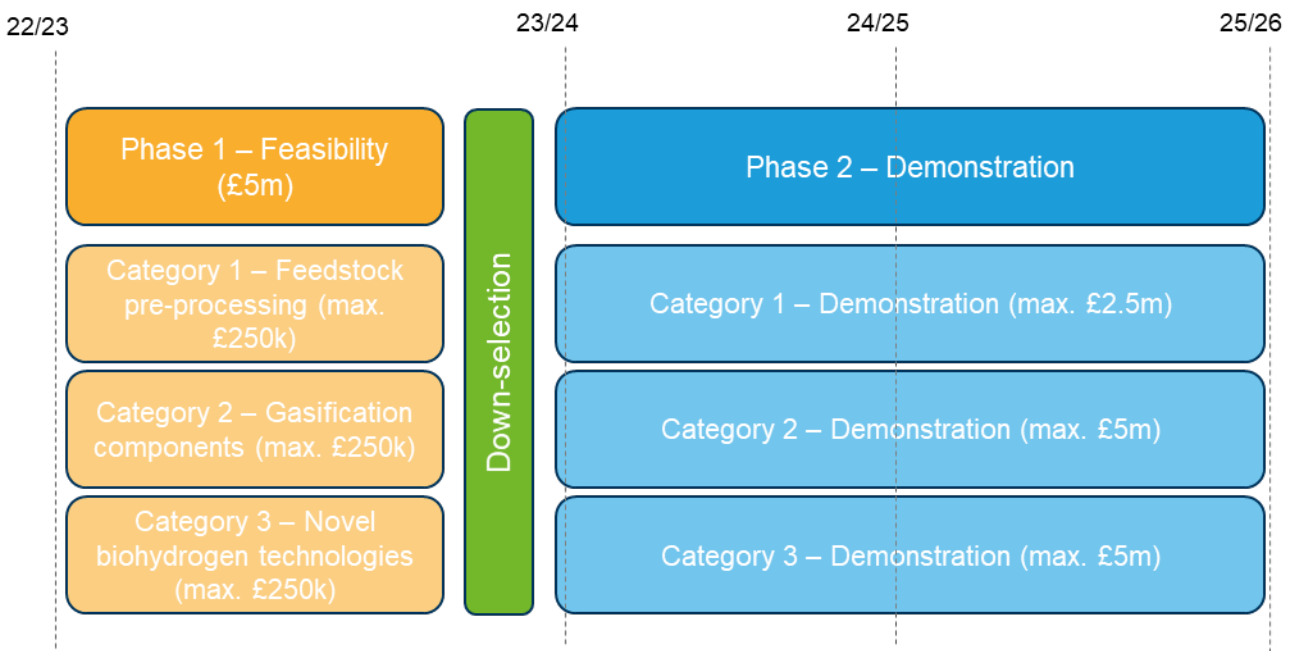 22/23
23/24
24/25
25/26
Phase 1 – Feasibility
(£5m)
Phase 2 – Demonstration
Category 1 – Feedstock
pre-processing (max.
£250k)
Category 1 – Demonstration (max. £2.5m)
Down-selection
Category 2 – Gasification
components (max. £250k)
Category 2 – Demonstration (max. £5m)
Category 3 – Novel
biohydrogen technologies
(max. £250k)
Category 3 – Demonstration (max. £5m)